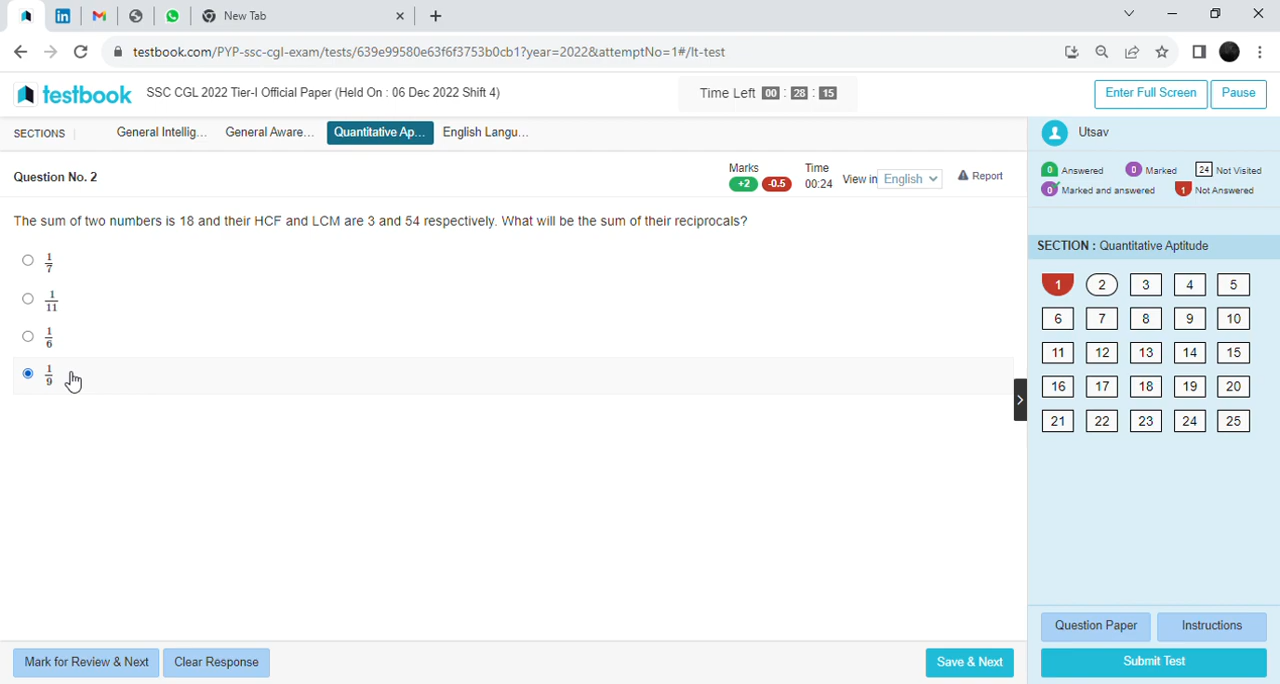 New Tab
testbook.com/PYP-ssc-cgl-exam/tests/639e99580e63f6f3753b0cb1?year=2022&attemptNo=1#/lt-test
testbook SSC CGL 2022 Tier-I Official Paper (Held On : 06 Dec 2022 Shift 4) Time Left 00 : 28 : 15 Enter Full Screen Pause
SECTIONS General Intellig... General Aware... Quantitative Ap... English Langu... Utsav
Question No. 2 Marks +2 -0.5 Time 00:24 View in English Report
0 Answered 0 Marked 24 Not Visited
0 Marked and answered 1 Not Answered
The sum of two numbers is 18 and their HCF and LCM are 3 and 54 respectively. What will be the sum of their reciprocals?
1/7
1/11
1/6
1/9
SECTION : Quantitative Aptitude
1 2 3 4 5
6 7 8 9 10
11 12 13 14 15
16 17 18 19 20
21 22 23 24 25
Question Paper Instructions
Mark for Review & Next Clear Response Save & Next Submit Test